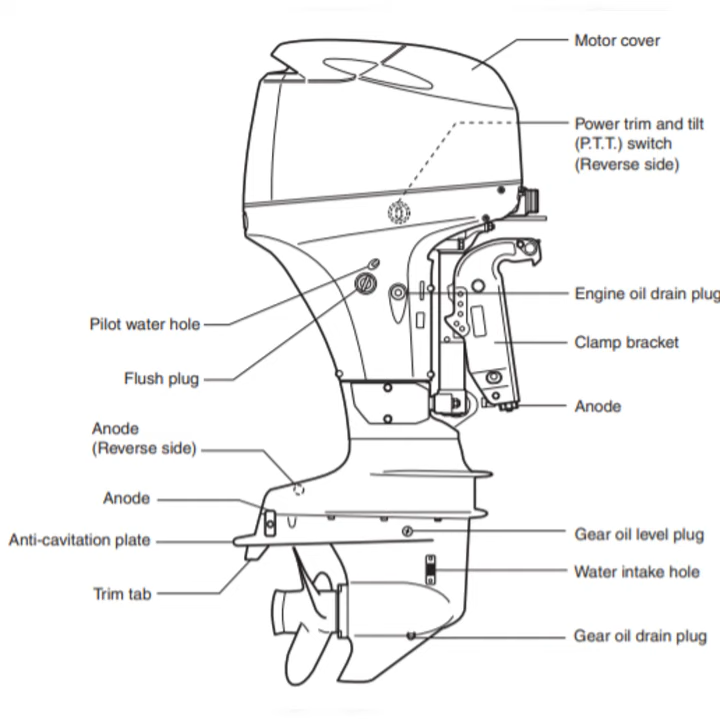 Motor cover
Power trim and tilt
(P.T.T.) switch
(Reverse side)
Engine oil drain plug
Clamp bracket
Anode
Gear oil level plug
Water intake hole
Gear oil drain plug
Pilot water hole
Flush plug
Anode
(Reverse side)
Anode
Anti-cavitation plate
Trim tab